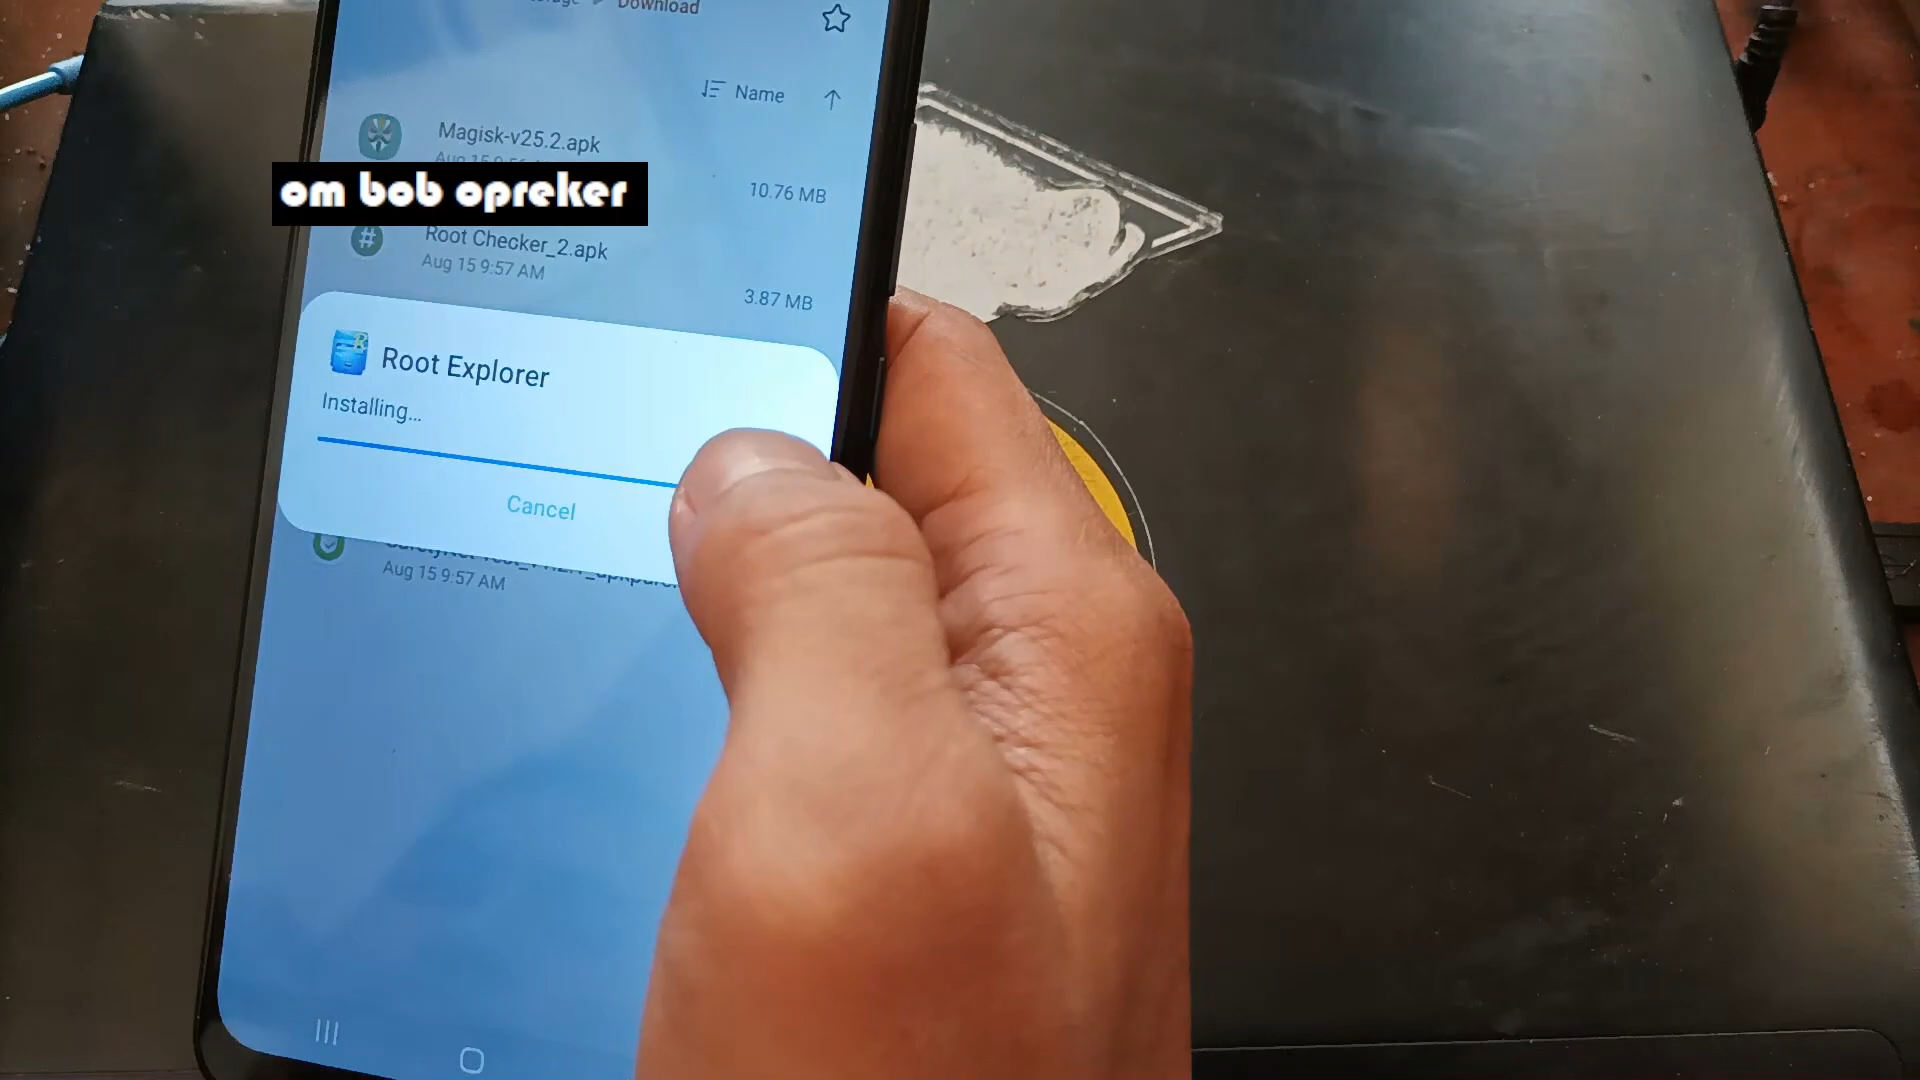 Download
Name
Magisk-v25.2.apk
om bob opreker
10.76 MB
Root Checker_2.apk
Aug 15 9:57 AM
3.87 MB
Root Explorer
Installing...
Cancel
Aug 15 9:57 AM